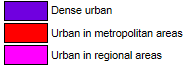 Dense urban
Urban in metropolitan areas
Urban in regional areas